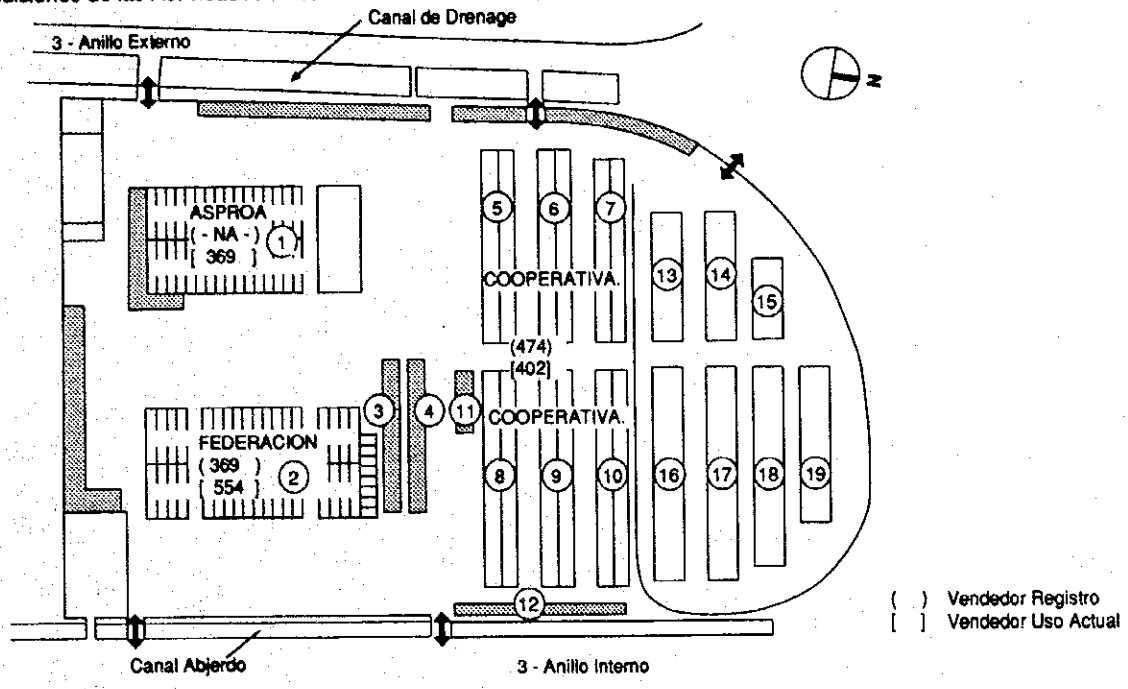 Canal de Drenage
3 - Anillo Externo
N
ASPROA
( - NA - )
[ 369 ]
1
5
6
7
COOPERATIVA.
13
14
15
(474)
[402]
3
4
11
COOPERATIVA.
FEDERACION
( 369 )
[ 554 ]
2
8
9
10
16
17
18
19
12
( ) Vendedor Registro
[ ] Vendedor Uso Actual
Canal Abjerdo
3 - Anillo Interno